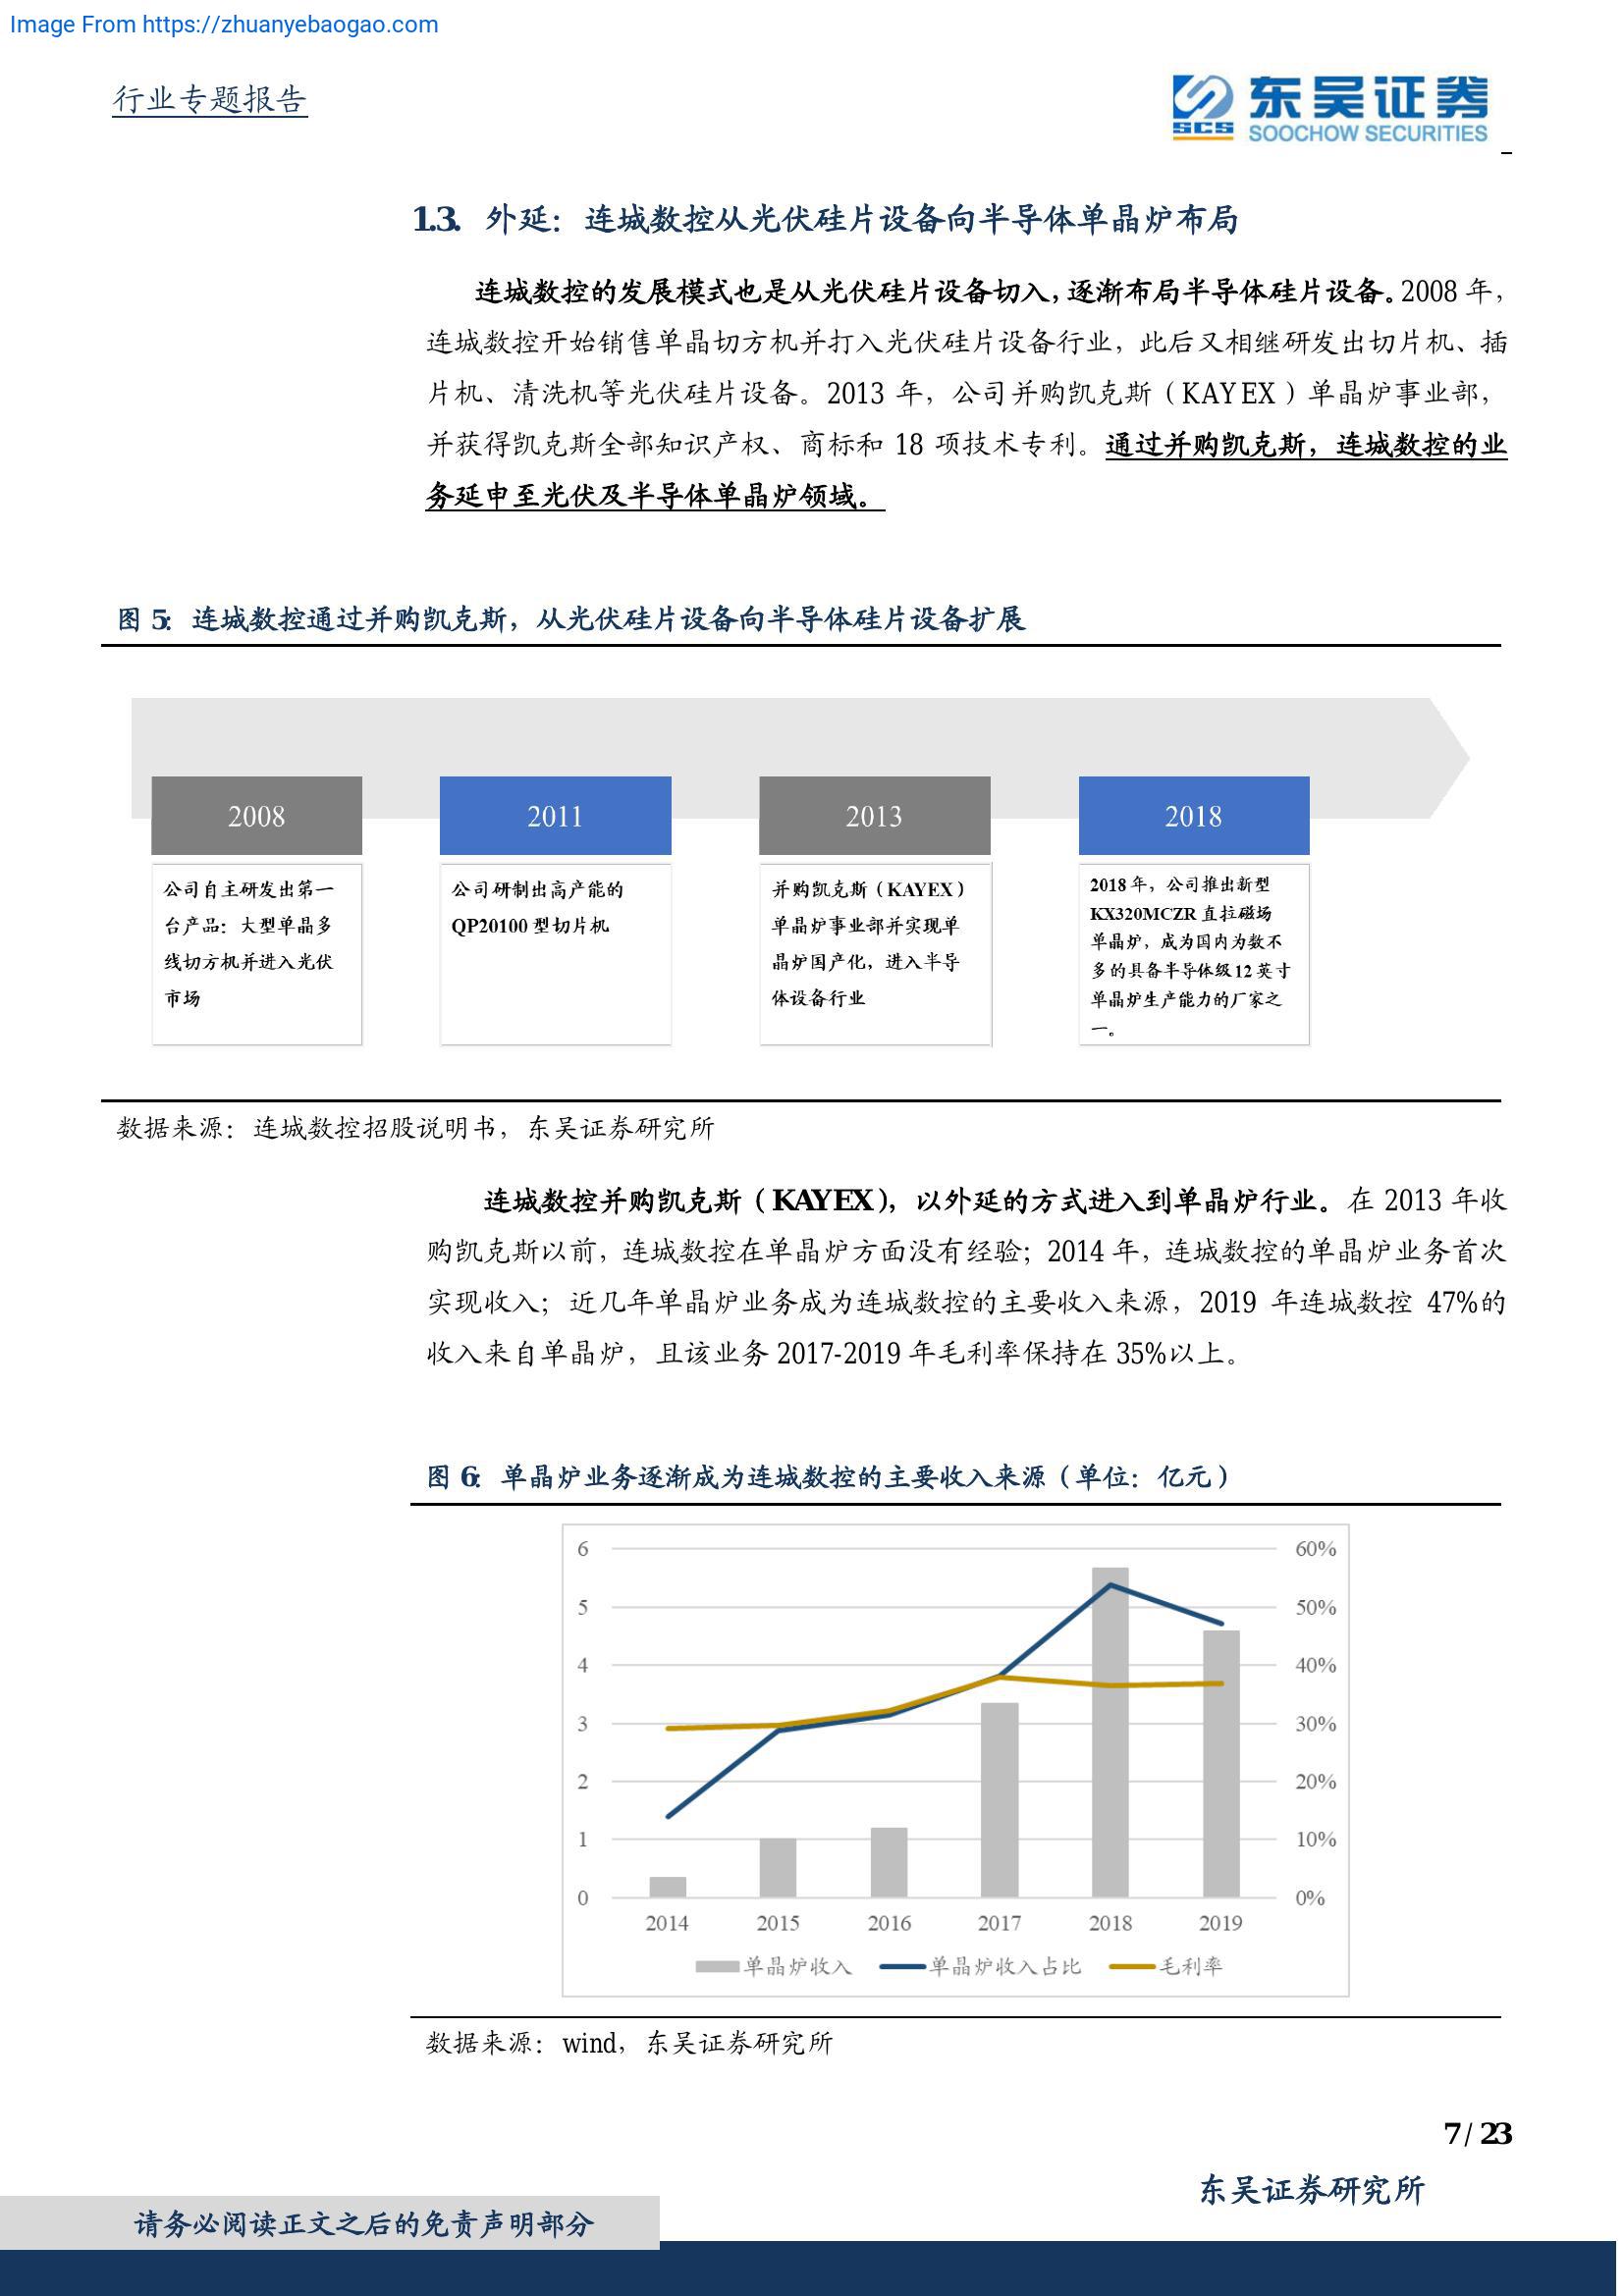 Image From https://zhuanyebaogao.com
行业专题报告
SCS
东吴证券
SOOCHOW SECURITIES
1.3. 外延：连城数控从光伏硅片设备向半导体单晶炉布局
连城数控的发展模式也是从光伏硅片设备切入，逐渐布局半导体硅片设备。2008 年，
连城数控开始销售单晶切方机并打入光伏硅片设备行业，此后又相继研发出切片机、插
片机、清洗机等光伏硅片设备。2013 年，公司并购凯克斯（KAYEX）单晶炉事业部，
并获得凯克斯全部知识产权、商标和 18 项技术专利。通过并购凯克斯，连城数控的业
务延申至光伏及半导体单晶炉领域。
图 5：连城数控通过并购凯克斯，从光伏硅片设备向半导体硅片设备扩展
2008
公司自主研发出第一
台产品：大型单晶多
线切方机并进入光伏
市场
2011
公司研制出高产能的
QP20100 型切片机
2013
并购凯克斯（KAYEX）
单晶炉事业部并实现单
晶炉国产化，进入半导
体设备行业
2018
2018 年，公司推出新型
KX320MCZR 直拉磁场
单晶炉，成为国内为数不
多的具备半导体级 12 英寸
单晶炉生产能力的厂家之
一。
数据来源：连城数控招股说明书，东吴证券研究所
连城数控并购凯克斯（KAYEX），以外延的方式进入到单晶炉行业。在 2013 年收
购凯克斯以前，连城数控在单晶炉方面没有经验；2014 年，连城数控的单晶炉业务首次
实现收入；近几年单晶炉业务成为连城数控的主要收入来源，2019 年连城数控 47%的
收入来自单晶炉，且该业务 2017-2019 年毛利率保持在 35%以上。
图 6：单晶炉业务逐渐成为连城数控的主要收入来源（单位：亿元）
6 60%
5 50%
4 40%
3 30%
2 20%
1 10%
0 0%
2014 2015 2016 2017 2018 2019
单晶炉收入 单晶炉收入占比 毛利率
数据来源：wind，东吴证券研究所
7 / 23
东吴证券研究所
请务必阅读正文之后的免责声明部分